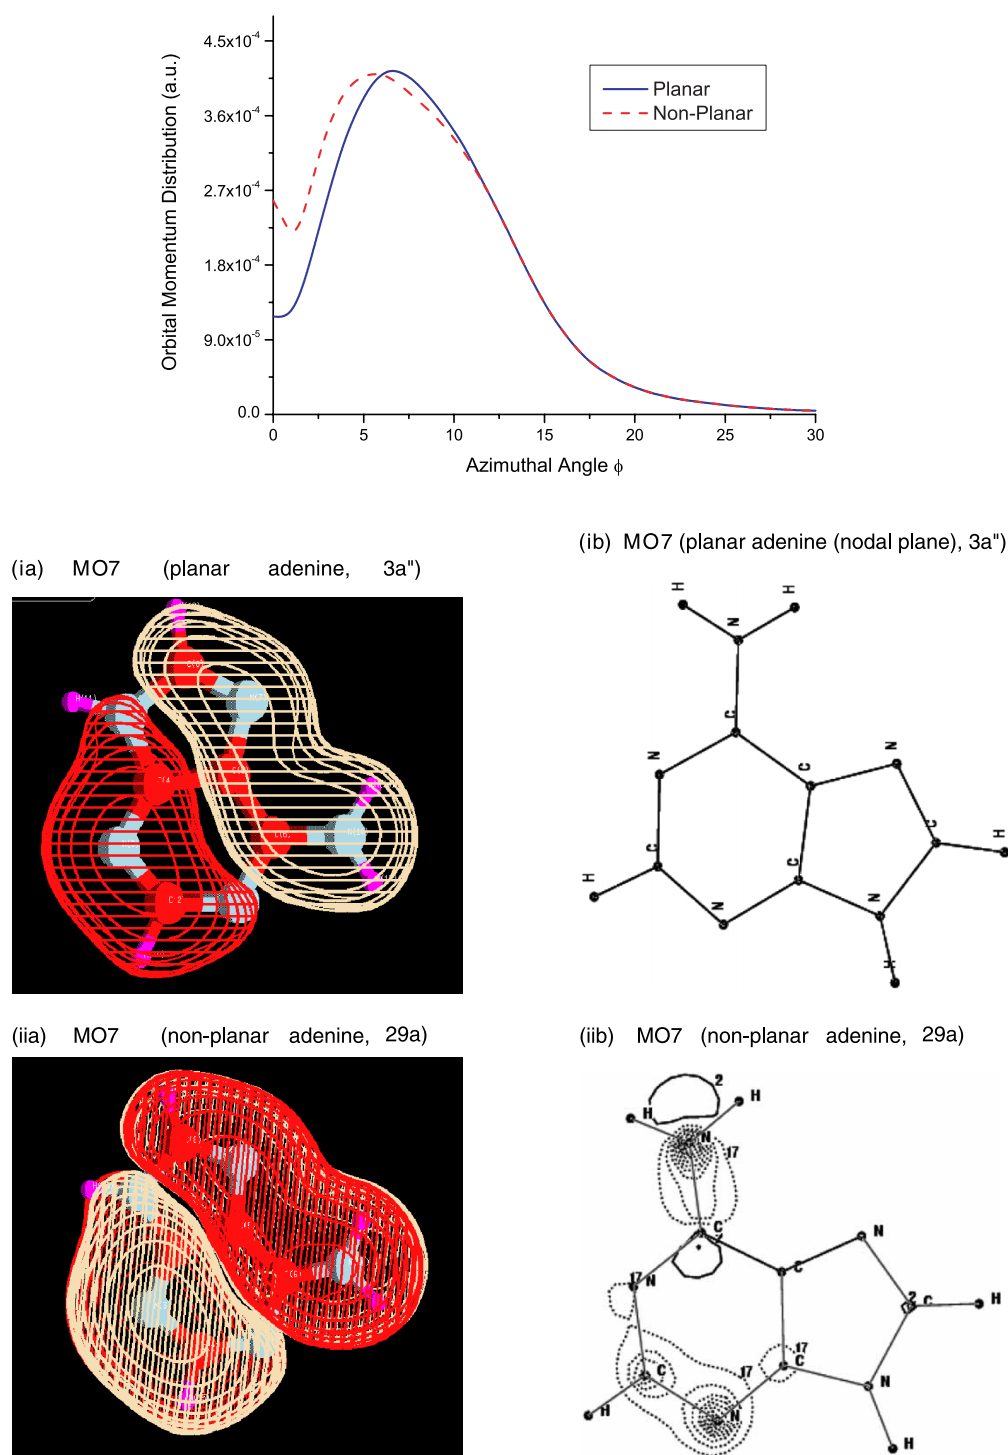 Orbital Momentum Distribution (a.u.)
4.5x10⁻⁴
3.6x10⁻⁴
2.7x10⁻⁴
1.8x10⁻⁴
9.0x10⁻⁵
0.0
Planar
Non-Planar
0 5 10 15 20 25 30
Azimuthal Angle ϕ
(ia) MO7 (planar adenine, 3a")
(ib) MO7 (planar adenine (nodal plane), 3a")
H H
N
C
N C N
C C C
H N N H
H
(iia) MO7 (non-planar adenine, 29a)
(iib) MO7 (non-planar adenine, 29a)
2
H H
N
17
C
N
17 N C
2 C H
17 17
C C
N N
H H